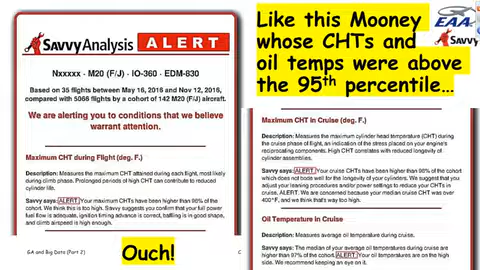 SavvyAnalysis ALERT
Nxxxxx - M20 (F/J) - IO-360 - EDM-830
Based on 35 flights between May 16, 2016 and Nov 12, 2016,
compared with 5066 flights by a cohort of 142 M20 (F/J) aircraft.
We are alerting you to conditions that we believe
warrant attention.
Maximum CHT during Flight (deg. F.)
Description: Measures the maximum CHT attained during each flight, most likely
during climb phase. Prolonged periods of high CHT can contribute to reduced
cylinder life.
Savvy says: ALERT Your maximum CHTs have been higher than 98% of the
cohort. We think this is too high. Savvy suggests you confirm that your full power
fuel flow is adequate, ignition timing advance is correct, baffling is in good shape,
and climb airspeed is high enough.
GA and Big Data (Part 2)
Ouch!
Like this Mooney
whose CHTs and
oil temps were above
the 95th percentile...
EAA
Savvy
Maximum CHT in Cruise (deg. F.)
Description: Measures the maximum cylinder head temperature (CHT) during
the cruise phase of flight, an indication of the stress placed on your engine's
reciprocating components. High CHT correlates with reduced longevity of
cylinder assemblies.
Savvy says: ALERT Your cruise CHTs have been higher than 98% of the cohort
which does not bode well for the longevity of your cylinders. We suggest that you
adjust your leaning procedures and/or power settings to reduce your CHTs in
cruise. ALERT. We are concerned because your median cruise CHT was over
400°F, and we think that's way too high.
Oil Temperature in Cruise
Description: Measures average oil temperature during cruise.
Savvy says: The median of your average oil temperatures during cruise are
higher than 97% of the cohort. ALERT Your oil temperatures are on the high
side. We recommend keeping an eye on it.